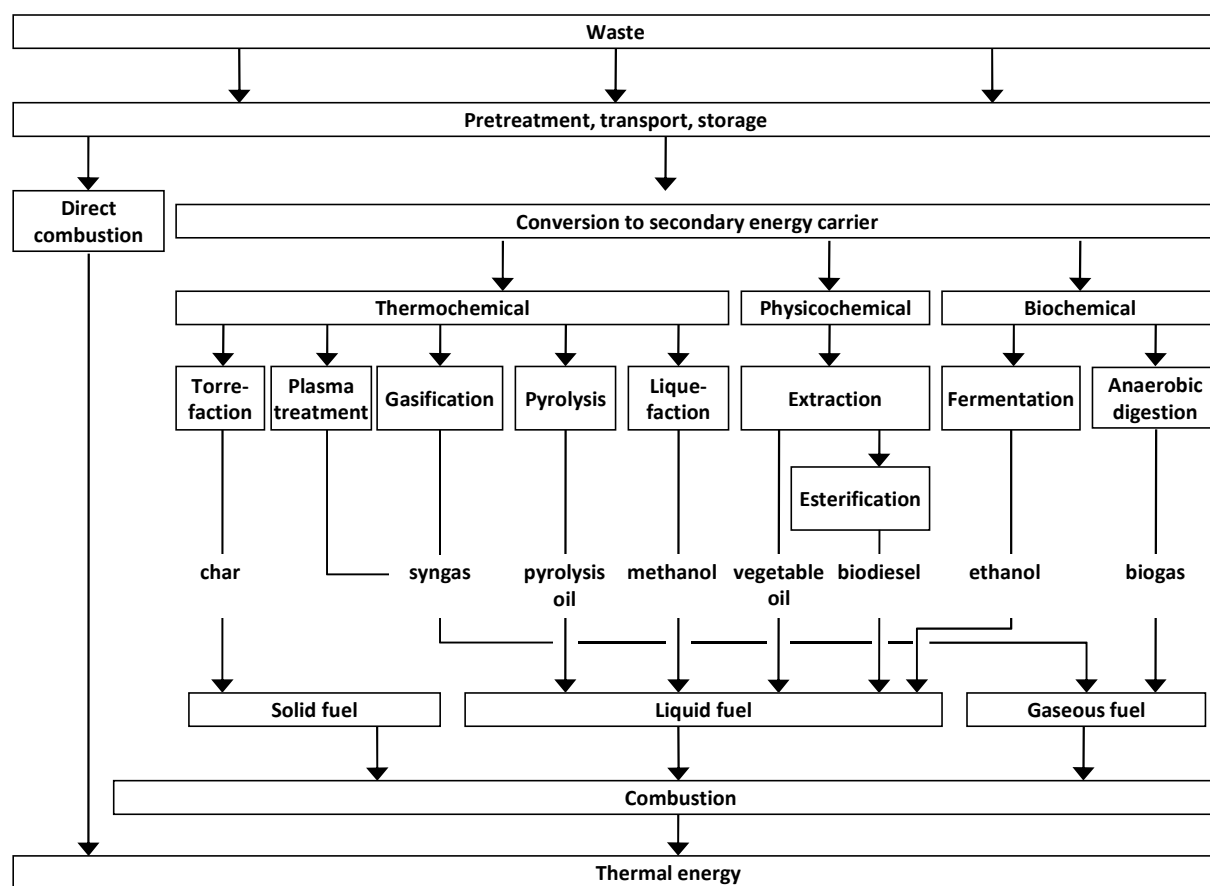 Waste
Pretreatment, transport, storage
Direct
combustion
Conversion to secondary energy carrier
Thermochemical
Physicochemical
Biochemical
Torre-
faction
Plasma
treatment
Gasification
Pyrolysis
Lique-
faction
Extraction
Fermentation
Anaerobic
digestion
Esterification
char
syngas
pyrolysis
oil
methanol
vegetable
oil
biodiesel
ethanol
biogas
Solid fuel
Liquid fuel
Gaseous fuel
Combustion
Thermal energy